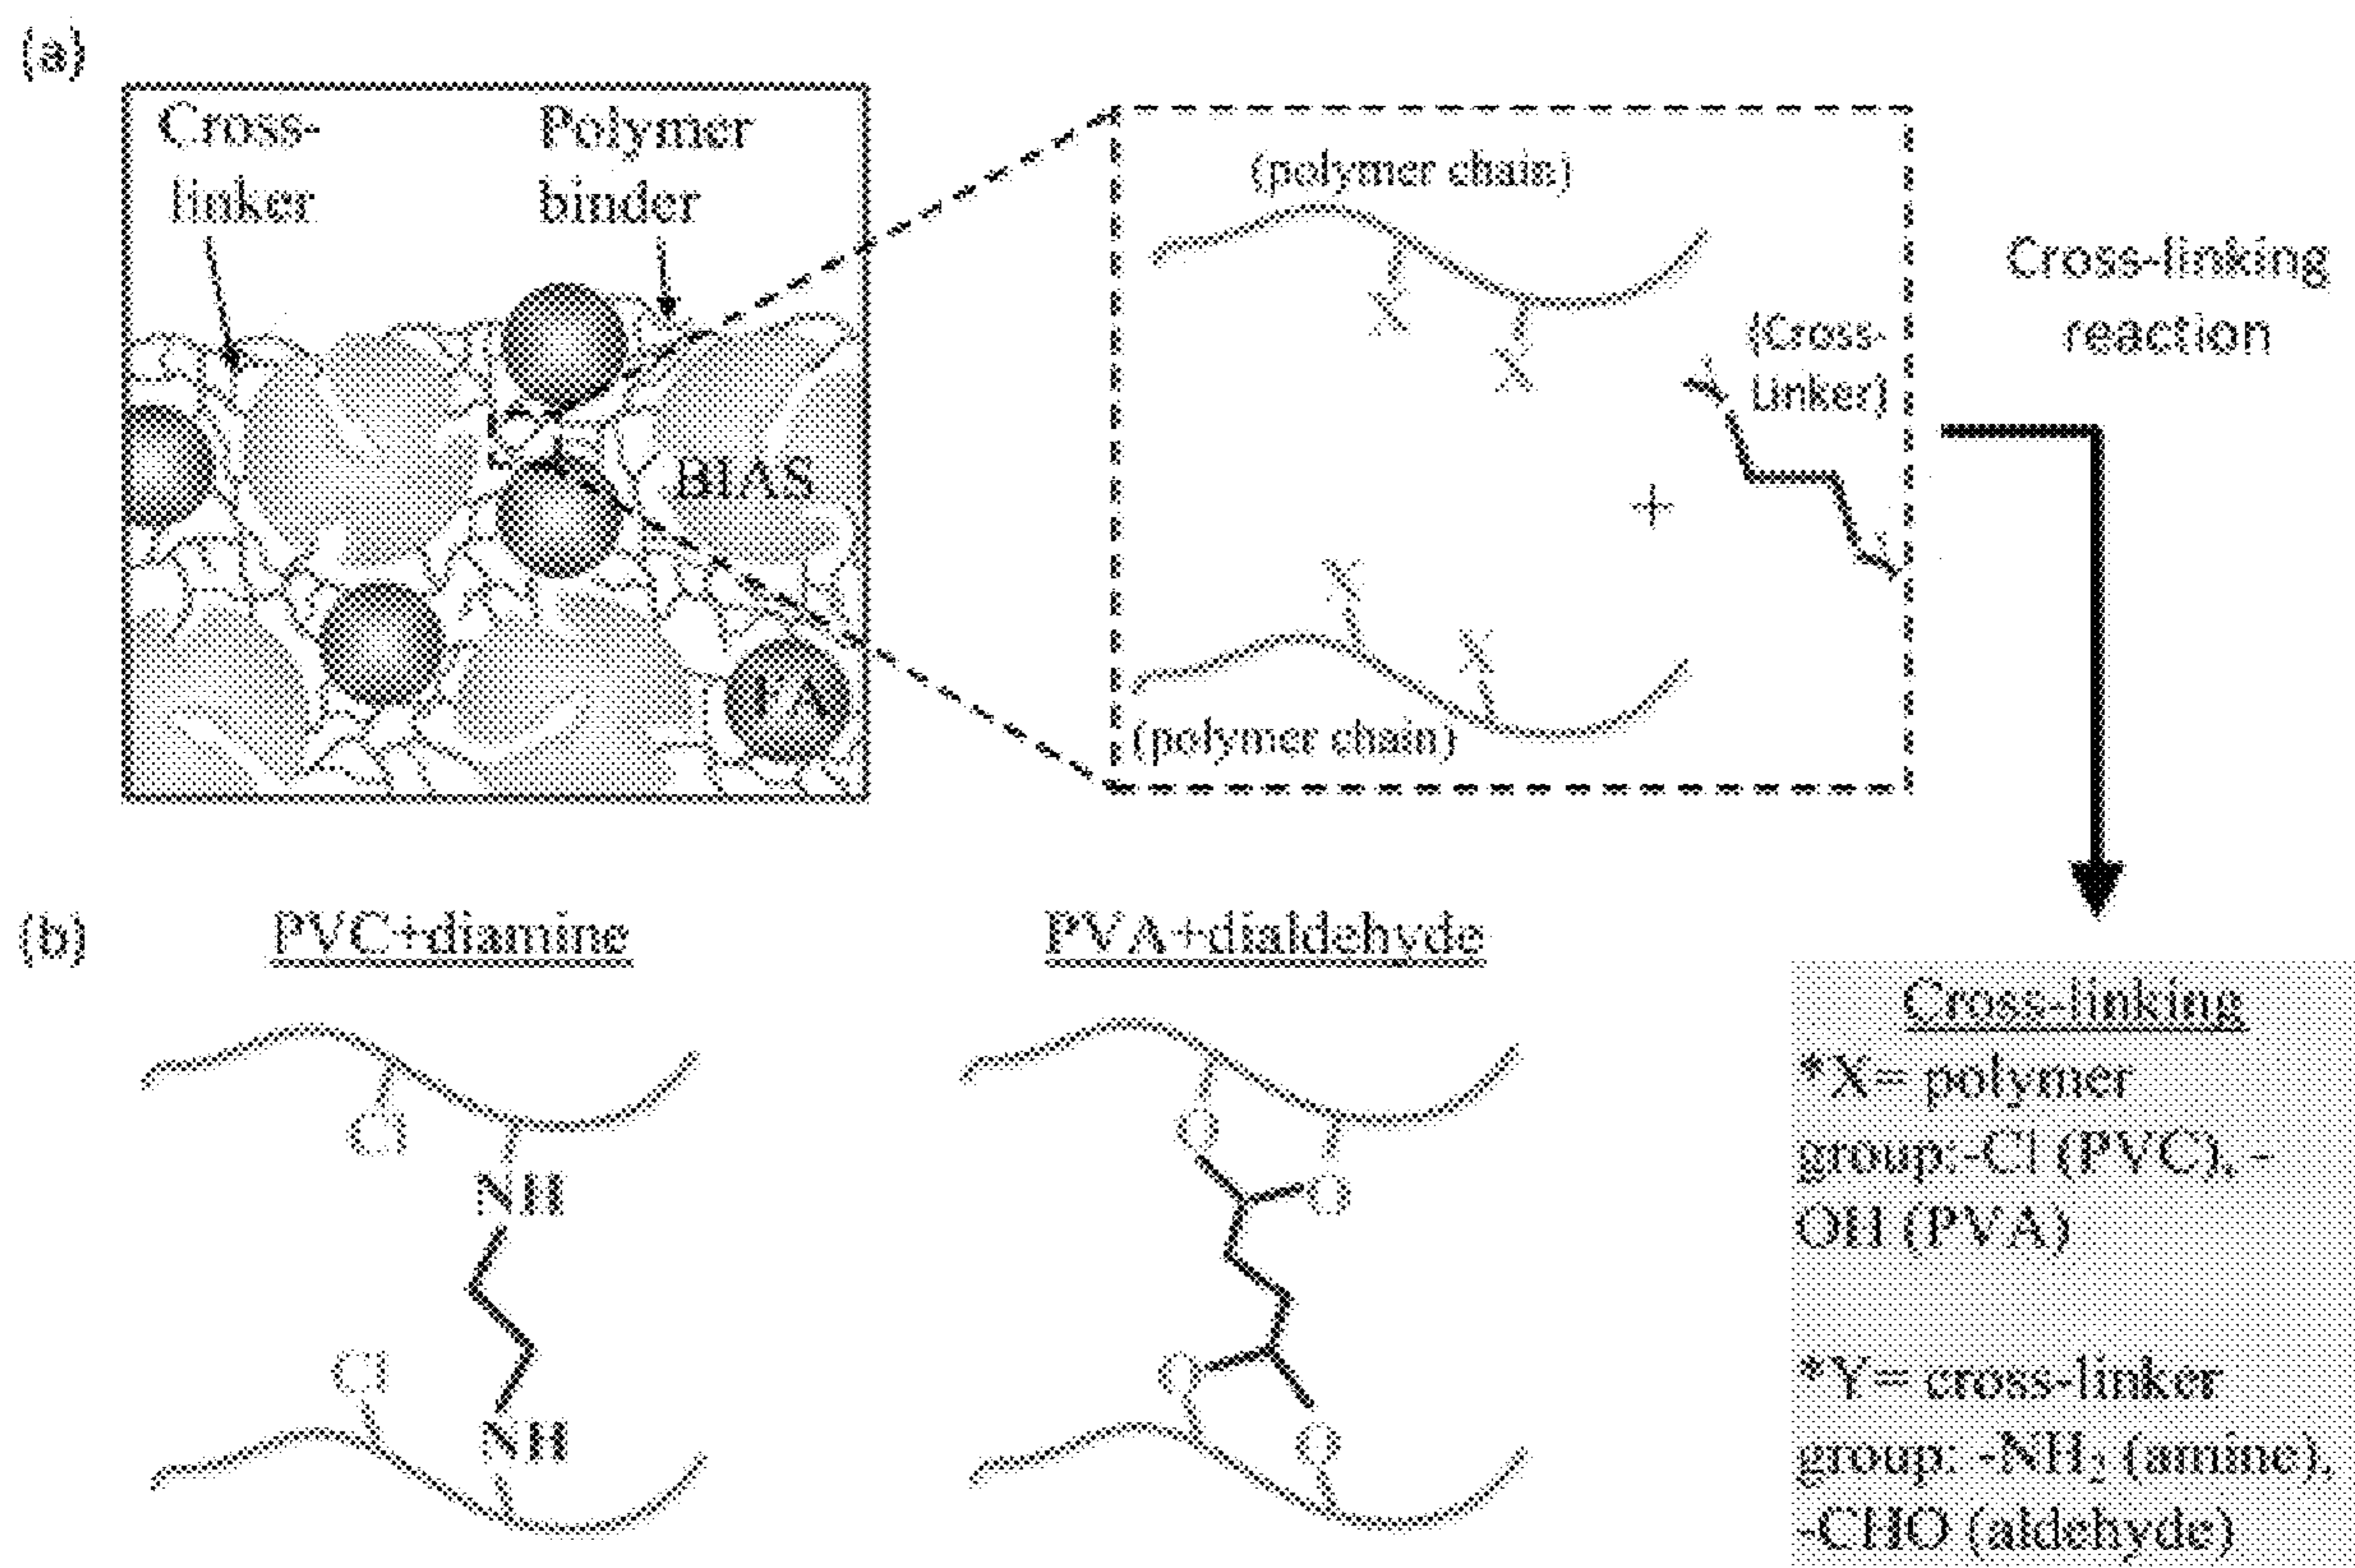 (a)
Cross-
linker
Polymer
binder
BIAS
FA
(polymer chain)
X
X
(Cross-
Linker)
Y
+
Y
X
X
(polymer chain)
Cross-linking
reaction
(b)
PVC+diamine
Cl
NH
Cl
NH
PVA+dialdehyde
O
O
O
O
Cross-linking
*X= polymer
group:-Cl (PVC), -
OH (PVA)
*Y= cross-linker
group: -NH₂ (amine),
-CHO (aldehyde)